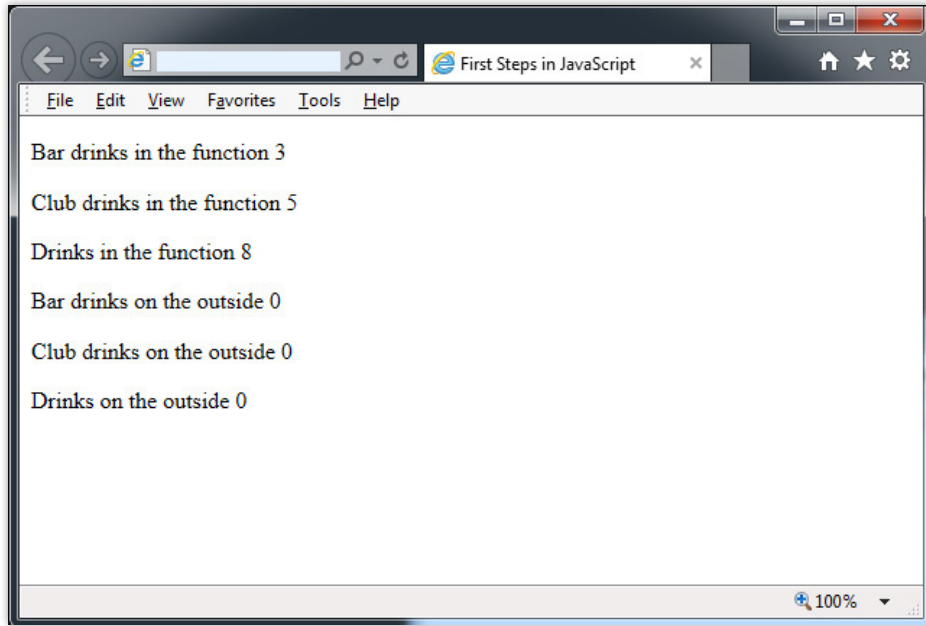 First Steps in JavaScript
File Edit View Favorites Tools Help
Bar drinks in the function 3
Club drinks in the function 5
Drinks in the function 8
Bar drinks on the outside 0
Club drinks on the outside 0
Drinks on the outside 0
100%